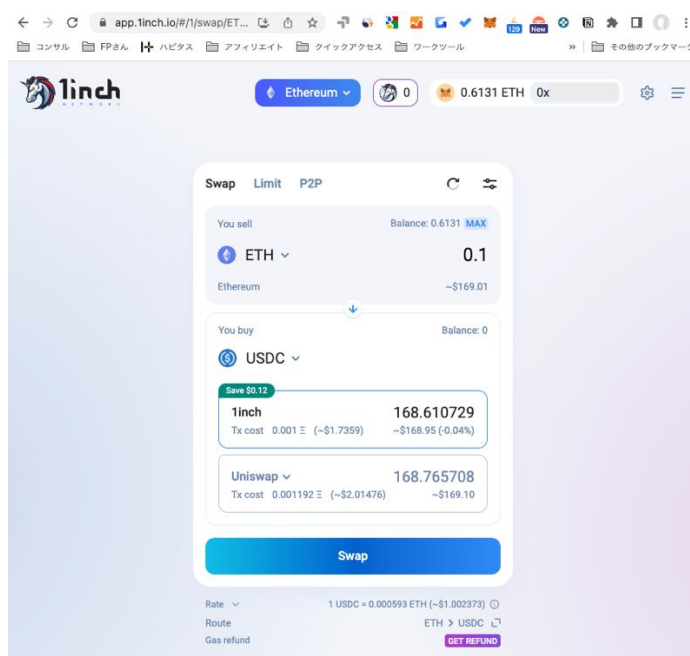 app.1inch.io/#/1/swap/ET...
129
New
コンサル
FPさん
ハピタス
アフィリエイト
クイックアクセス
ワークツール
»
その他のブックマーク
1inch
NETWORK
Ethereum
0
0.6131 ETH 0x
Swap Limit P2P
You sell Balance: 0.6131 MAX
ETH 0.1
Ethereum ~$169.01
You buy Balance: 0
USDC
Save $0.12
1inch 168.610729
Tx cost 0.001 Ξ (~$1.7359) ~$168.95 (-0.04%)
Uniswap 168.765708
Tx cost 0.001192 Ξ (~$2.01476) ~$169.10
Swap
Rate 1 USDC = 0.000593 ETH (~$1.002373)
Route ETH > USDC
Gas refund GET REFUND